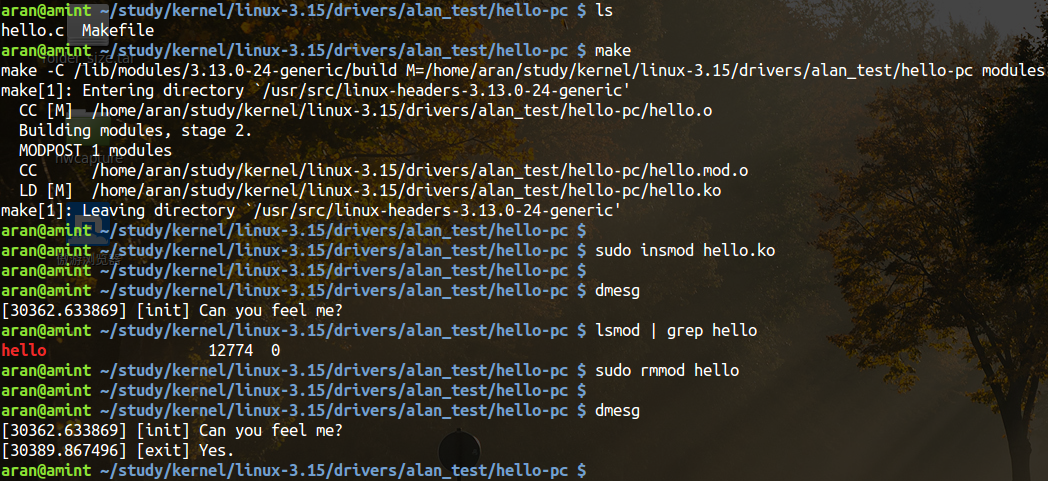 aran@amint ~/study/kernel/linux-3.15/drivers/alan_test/hello-pc $ ls
hello.c  Makefile
aran@amint ~/study/kernel/linux-3.15/drivers/alan_test/hello-pc $ make
make -C /lib/modules/3.13.0-24-generic/build M=/home/aran/study/kernel/linux-3.15/drivers/alan_test/hello-pc modules
make[1]: Entering directory `/usr/src/linux-headers-3.13.0-24-generic'
  CC [M]  /home/aran/study/kernel/linux-3.15/drivers/alan_test/hello-pc/hello.o
  Building modules, stage 2.
  MODPOST 1 modules
  CC      /home/aran/study/kernel/linux-3.15/drivers/alan_test/hello-pc/hello.mod.o
  LD [M]  /home/aran/study/kernel/linux-3.15/drivers/alan_test/hello-pc/hello.ko
make[1]: Leaving directory `/usr/src/linux-headers-3.13.0-24-generic'
aran@amint ~/study/kernel/linux-3.15/drivers/alan_test/hello-pc $
aran@amint ~/study/kernel/linux-3.15/drivers/alan_test/hello-pc $ sudo insmod hello.ko
aran@amint ~/study/kernel/linux-3.15/drivers/alan_test/hello-pc $
aran@amint ~/study/kernel/linux-3.15/drivers/alan_test/hello-pc $ dmesg
[30362.633869] [init] Can you feel me?
aran@amint ~/study/kernel/linux-3.15/drivers/alan_test/hello-pc $ lsmod | grep hello
hello                  12774  0
aran@amint ~/study/kernel/linux-3.15/drivers/alan_test/hello-pc $ sudo rmmod hello
aran@amint ~/study/kernel/linux-3.15/drivers/alan_test/hello-pc $
aran@amint ~/study/kernel/linux-3.15/drivers/alan_test/hello-pc $ dmesg
[30362.633869] [init] Can you feel me?
[30389.867496] [exit] Yes.
aran@amint ~/study/kernel/linux-3.15/drivers/alan_test/hello-pc $